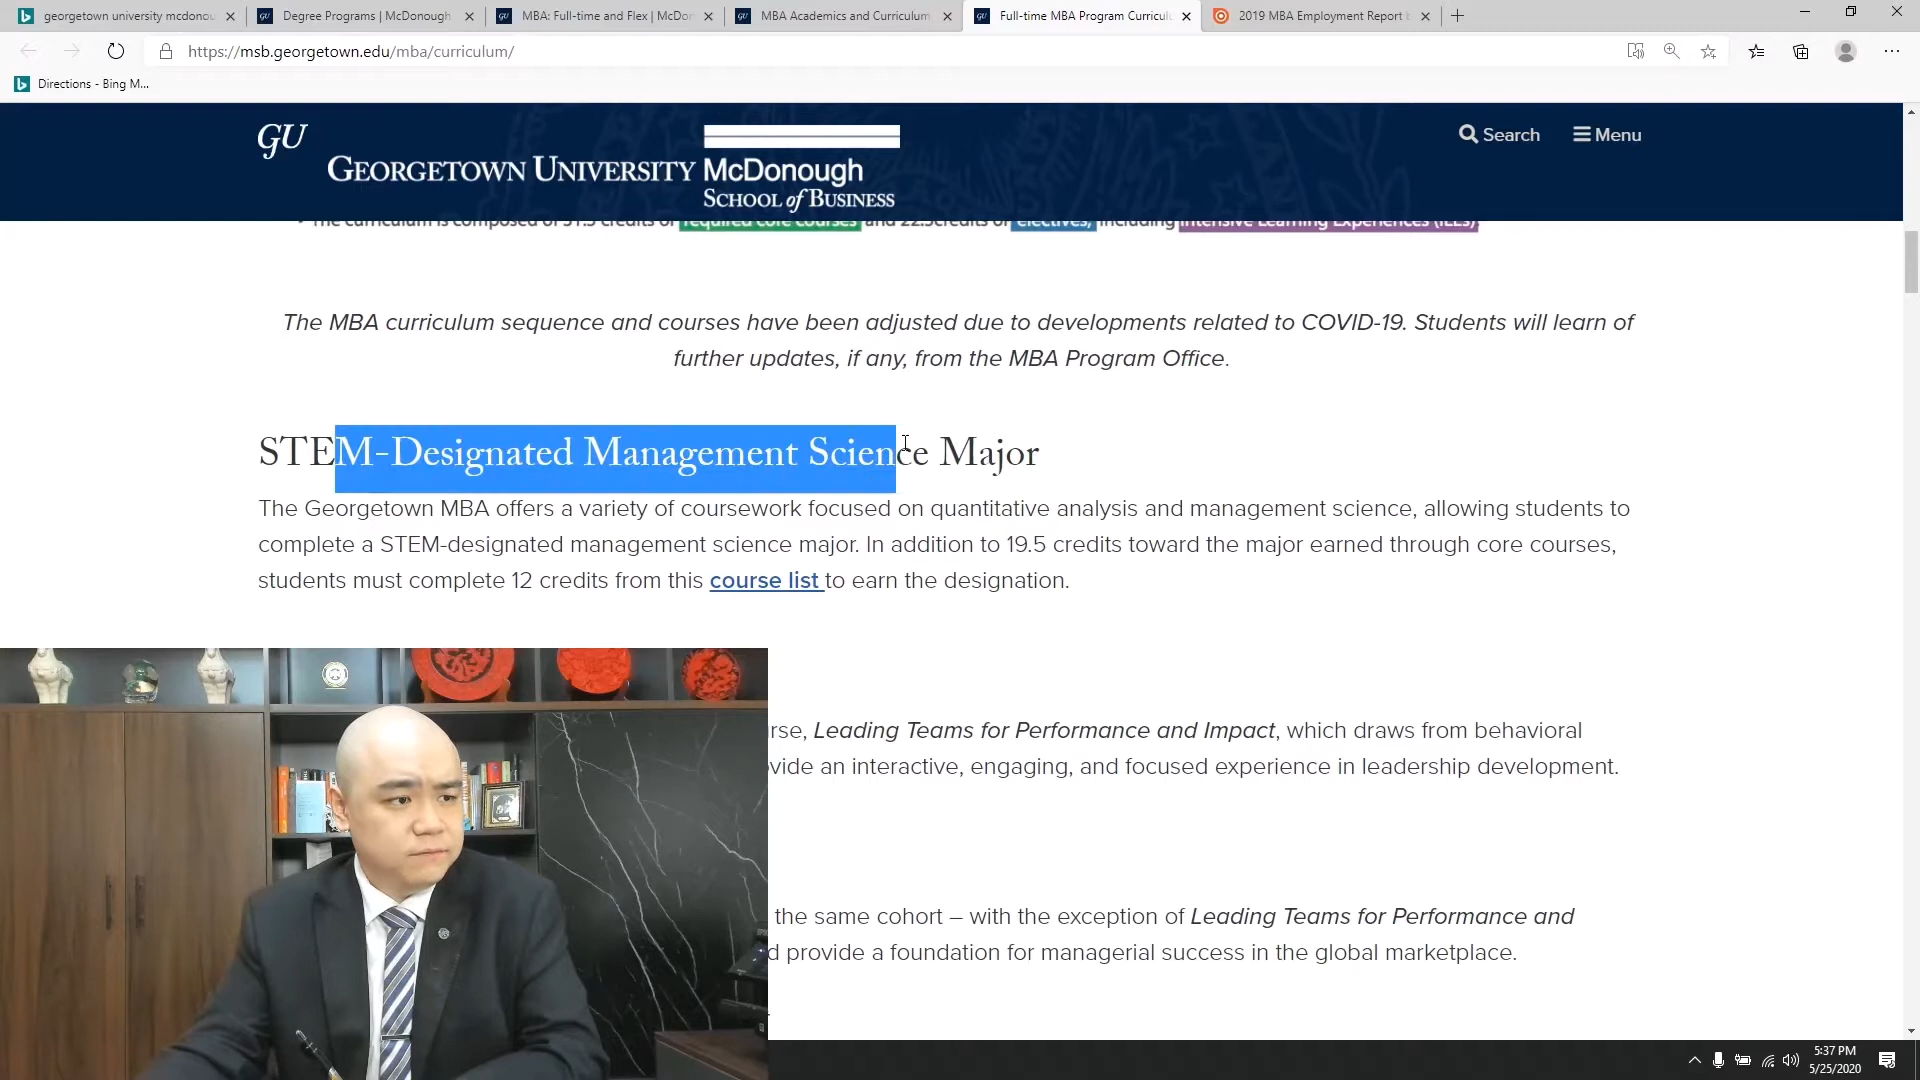 georgetown university mcdonou
Degree Programs | McDonough
MBA: Full-time and Flex | McDon
MBA Academics and Curriculum
Full-time MBA Program Curricul
2019 MBA Employment Report
https://msb.georgetown.edu/mba/curriculum/
Directions - Bing M...
GU
GEORGETOWN UNIVERSITY McDonough
SCHOOL of BUSINESS
Search
Menu
The curriculum is composed of 31.5 credits of required core courses and 22.5credits of electives, including Intensive Learning Experiences (ILEs)
The MBA curriculum sequence and courses have been adjusted due to developments related to COVID-19. Students will learn of
further updates, if any, from the MBA Program Office.
STEM-Designated Management Science Major
The Georgetown MBA offers a variety of coursework focused on quantitative analysis and management science, allowing students to
complete a STEM-designated management science major. In addition to 19.5 credits toward the major earned through core courses,
students must complete 12 credits from this course list to earn the designation.
rse, Leading Teams for Performance and Impact, which draws from behavioral
vide an interactive, engaging, and focused experience in leadership development.
the same cohort – with the exception of Leading Teams for Performance and
d provide a foundation for managerial success in the global marketplace.
5:37 PM
5/25/2020